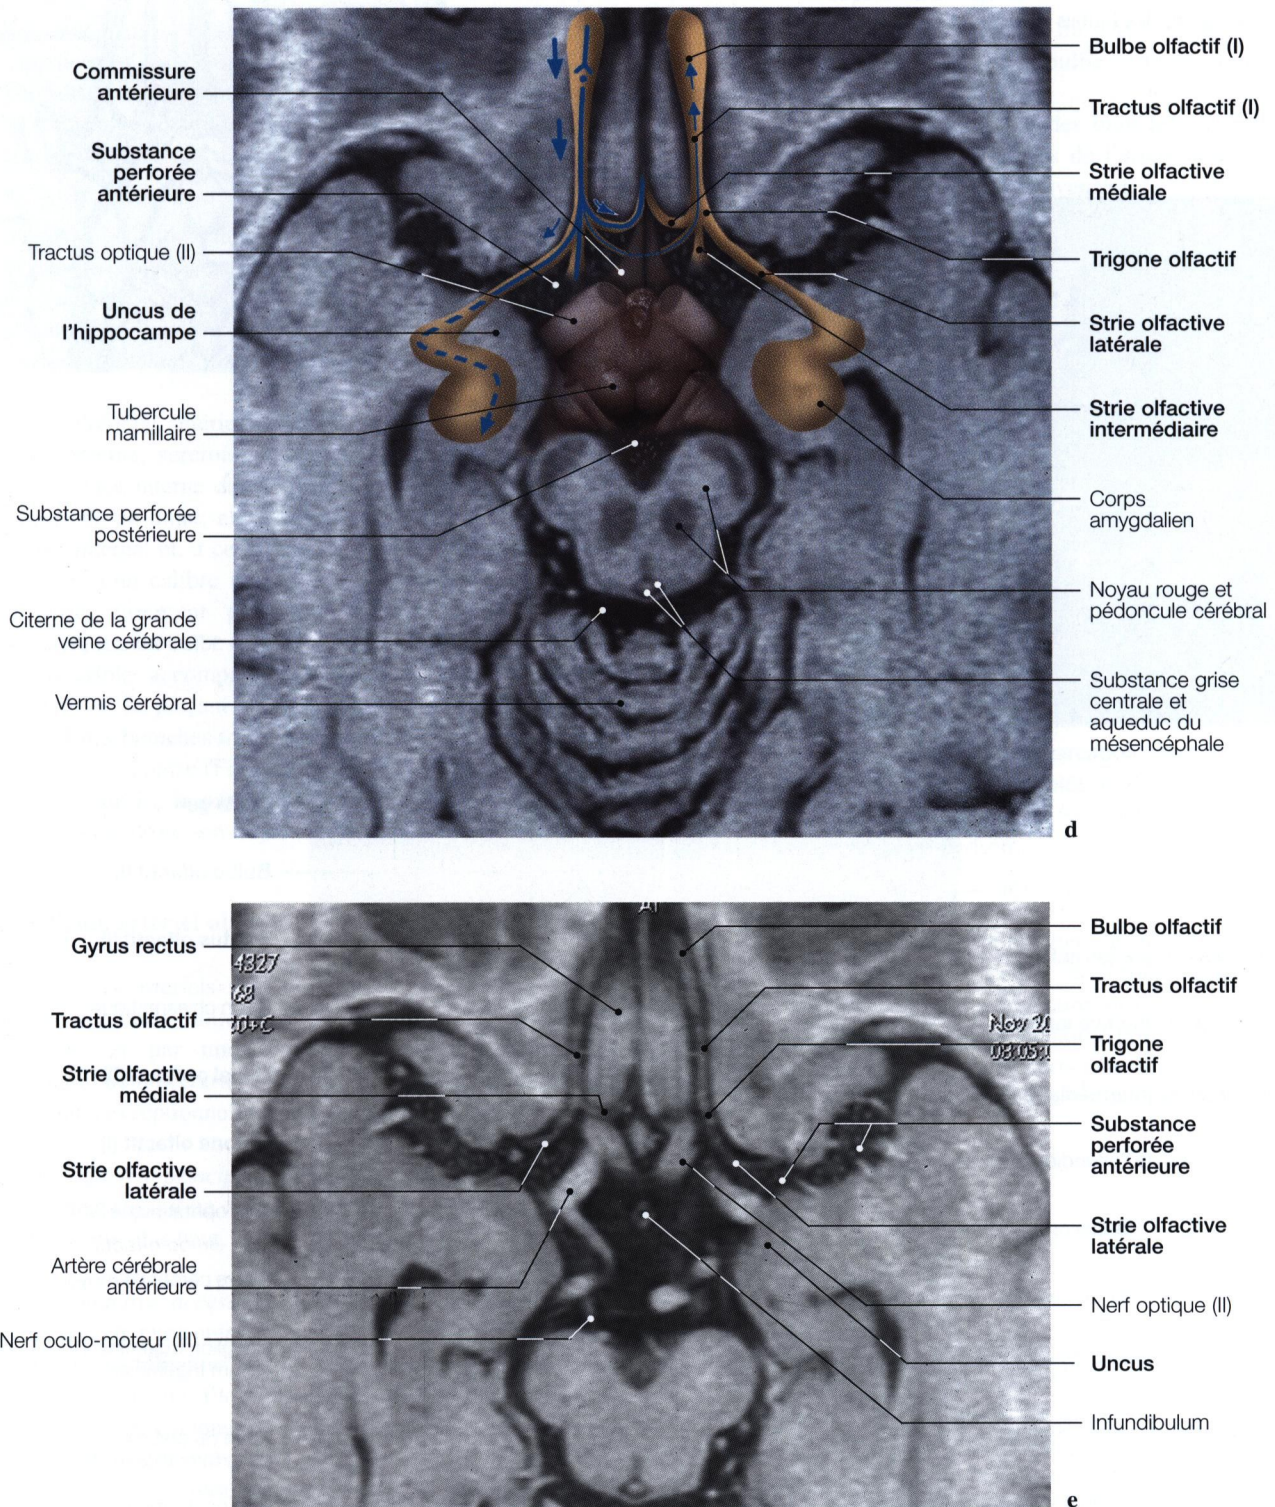 Commissure
antérieure
Substance
perforée
antérieure
Tractus optique (II)
Uncus de
l'hippocampe
Tubercule
mamillaire
Substance perforée
postérieure
Citerne de la grande
veine cérébrale
Vermis cérébral
Bulbe olfactif (I)
Tractus olfactif (I)
Strie olfactive
médiale
Trigone olfactif
Strie olfactive
latérale
Strie olfactive
intermédiaire
Corps
amygdalien
Noyau rouge et
pédoncule cérébral
Substance grise
centrale et
aqueduc du
mésencéphale
d
Gyrus rectus
Tractus olfactif
Strie olfactive
médiale
Strie olfactive
latérale
Artère cérébrale
antérieure
Nerf oculo-moteur (III)
4327
68
Nov
Bulbe olfactif
Tractus olfactif
Trigone
olfactif
Substance
perforée
antérieure
Strie olfactive
latérale
Nerf optique (II)
Uncus
Infundibulum
e